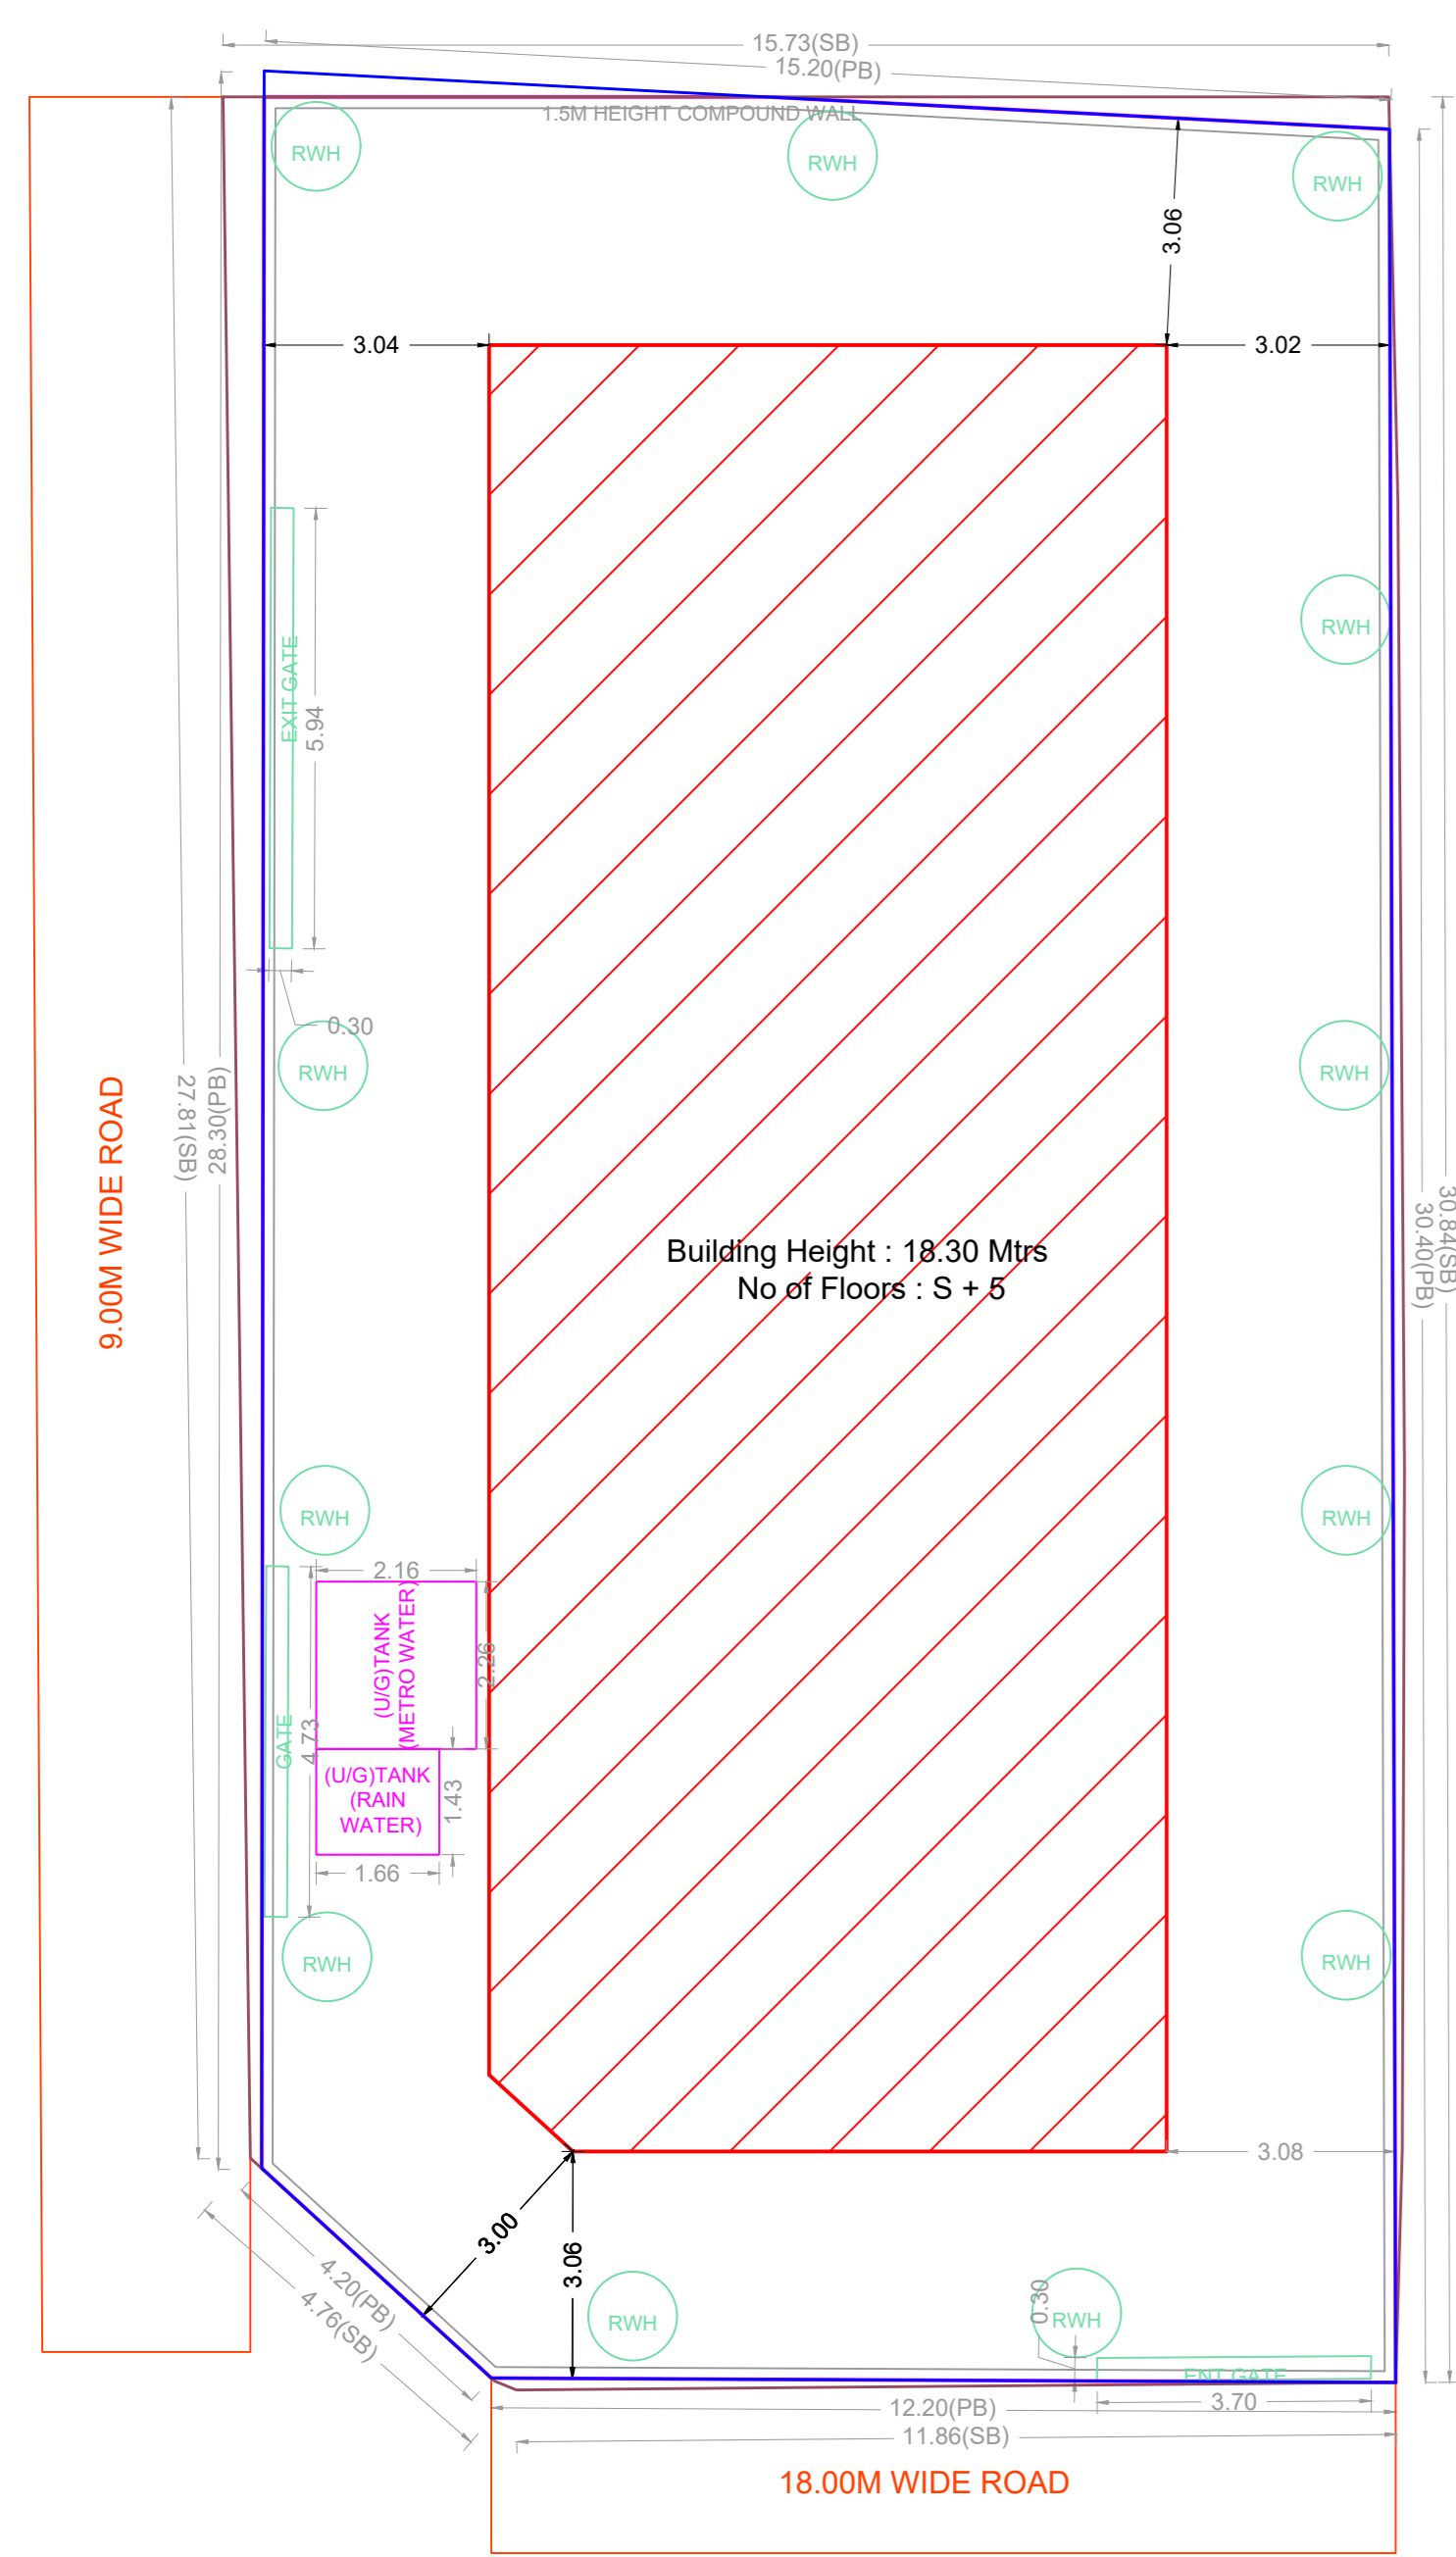 15.73(SB)
15.20(PB)
1.5M HEIGHT COMPOUND WALL
RWH
RWH
RWH
3.06
3.04
3.02
EXIT GATE
5.94
RWH
0.30
RWH
RWH
9.00M WIDE ROAD
27.81(SB)
28.30(PB)
30.84(SB)
30.40(PB)
Building Height : 18.30 Mtrs
No of Floors : S + 5
RWH
RWH
2.16
(U/G)TANK
(METRO WATER)
2.26
GATE
4.73
(U/G)TANK
(RAIN
WATER)
1.43
1.66
RWH
RWH
3.08
3.00
3.06
4.20(PB)
4.76(SB)
RWH
0.30
RWH
ENT GATE
3.70
12.20(PB)
11.86(SB)
18.00M WIDE ROAD